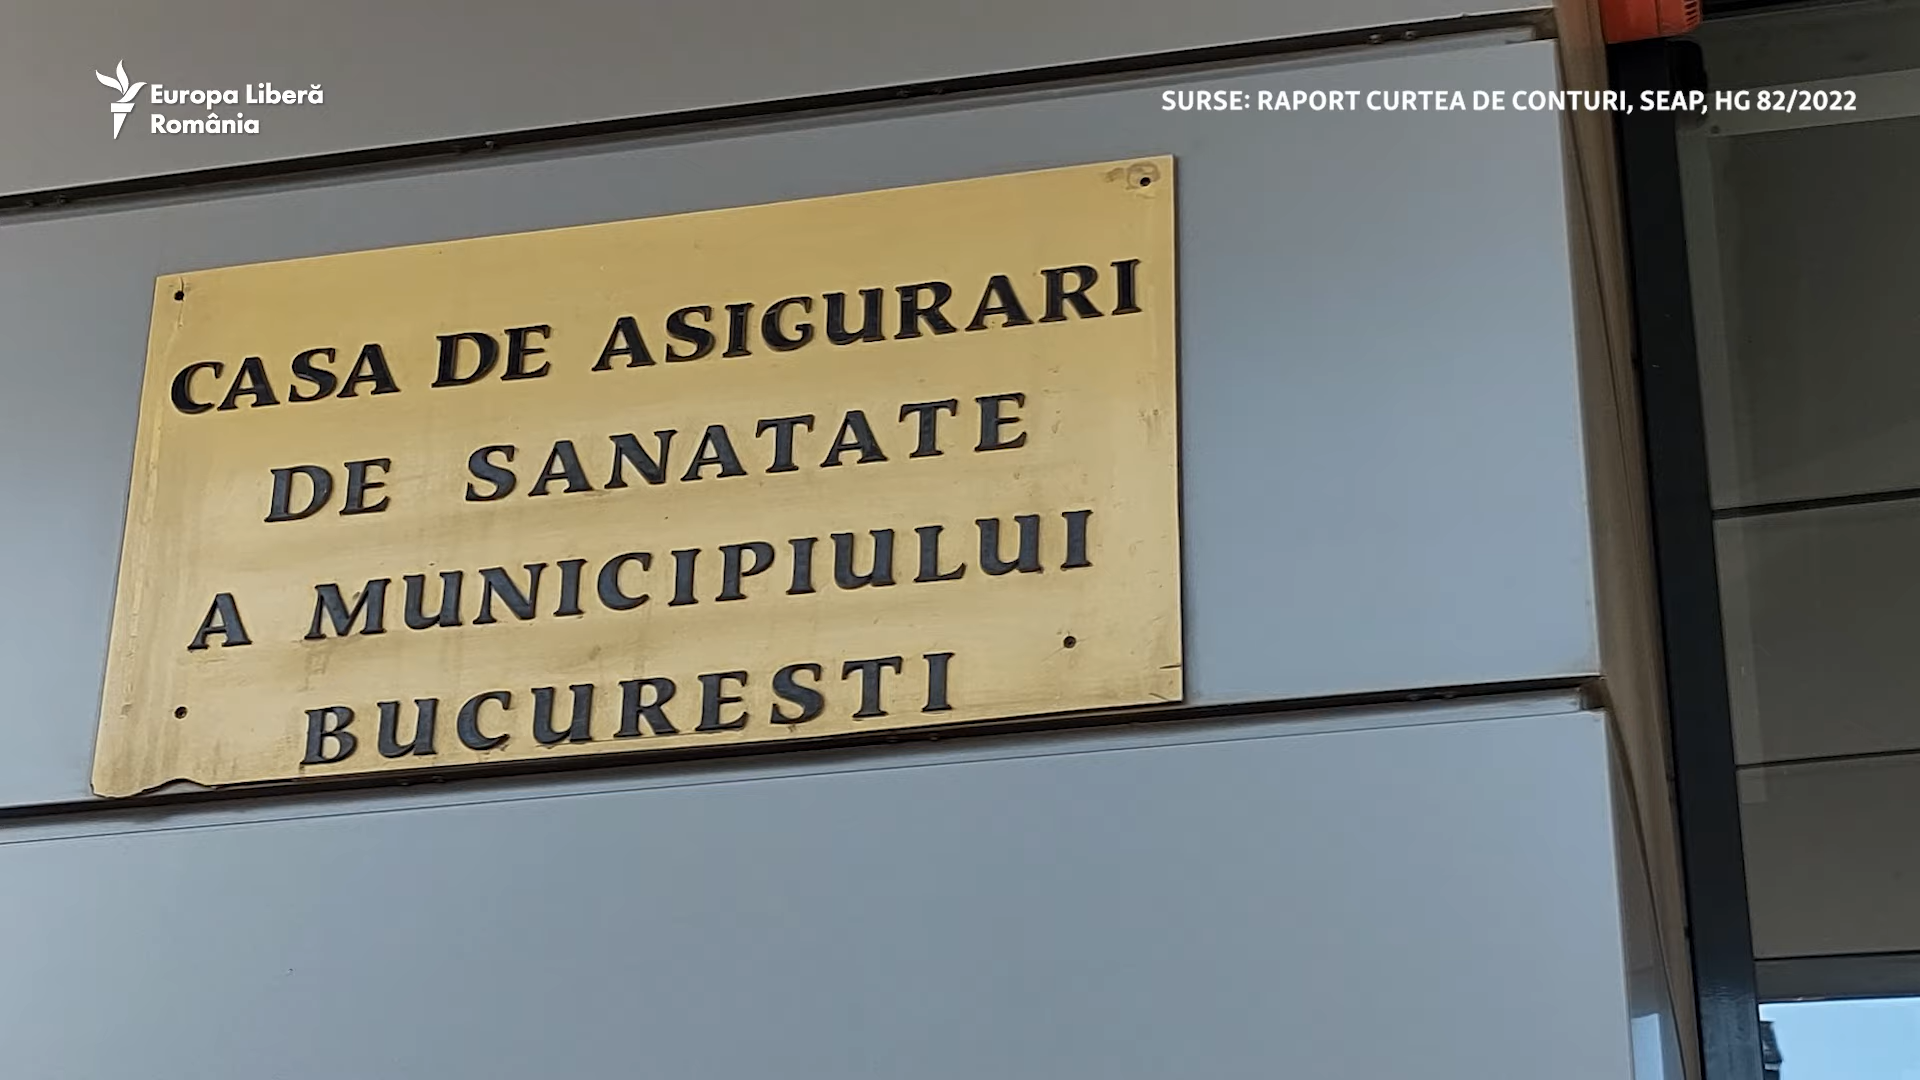 Europa Liberă
România
SURSE: RAPORT CURTEA DE CONTURI, SEAP, HG 82/2022
CASA DE ASIGURARI
DE SANATATE
A MUNICIPIULUI
BUCURESTI